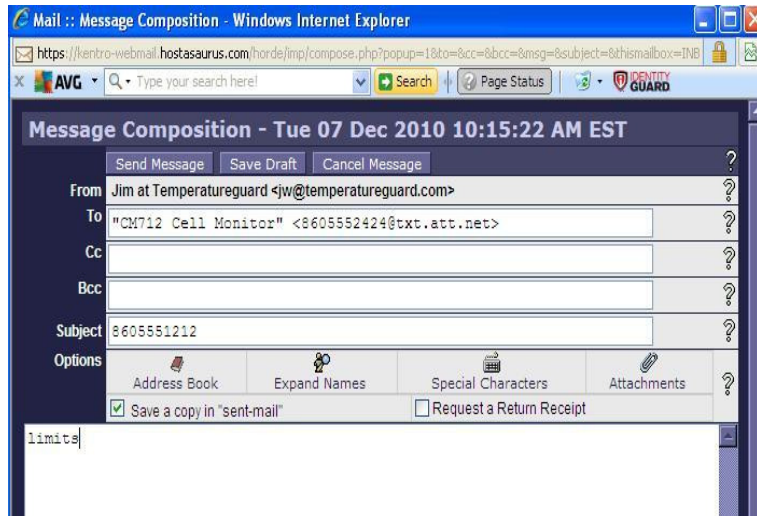 Mail :: Message Composition - Windows Internet Explorer
https://kentro-webmail.hostasaurus.com/horde/imp/compose.php?popup=1&to=&cc=&bcc=&msg=&subject=&thismailbox=INB
x AVG Type your search here! Search Page Status IDENTITY GUARD
Message Composition - Tue 07 Dec 2010 10:15:22 AM EST
Send Message Save Draft Cancel Message ?
From Jim at Temperatureguard <jw@temperatureguard.com> ?
To "CM712 Cell Monitor" <8605552424@txt.att.net> ?
Cc ?
Bcc ?
Subject 8605551212 ?
Options Address Book Expand Names Special Characters Attachments ?
Save a copy in "sent-mail" Request a Return Receipt
limits